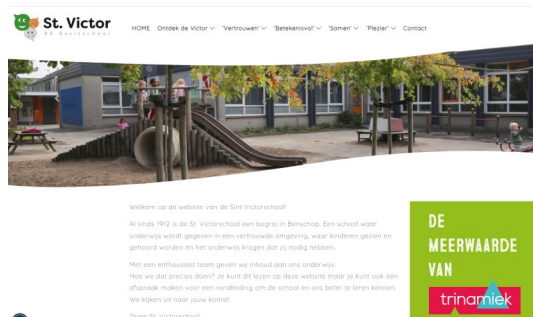 St. Victor
RK basisschool
HOME Ontdek de Victor 'Vertrouwen' 'Betekenisvol' 'Samen' 'Plezier' Contact
Welkom op de website van de Sint Victorschool!
Al sinds 1912 is de St. Victorschool een begrip in Benschop. Een school waar
onderwijs wordt gegeven in een vertrouwde omgeving, waar kinderen gezien en
gehoord worden én het onderwijs krijgen dat zij nodig hebben.
Met een enthousiast team geven we inhoud aan ons onderwijs.
Hoe we dat precies doen? Je kunt dit lezen op deze website maar je kunt ook een
afspraak maken voor een rondleiding om de school en ons beter te leren kennen.
We kijken uit naar jouw komst!
Team St. Victorschool
DE
MEERWAARDE
VAN
trinamiek